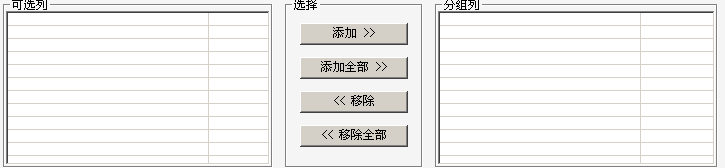 可选列
选择
添加 >>
添加全部 >>
<< 移除
<< 移除全部
分组列